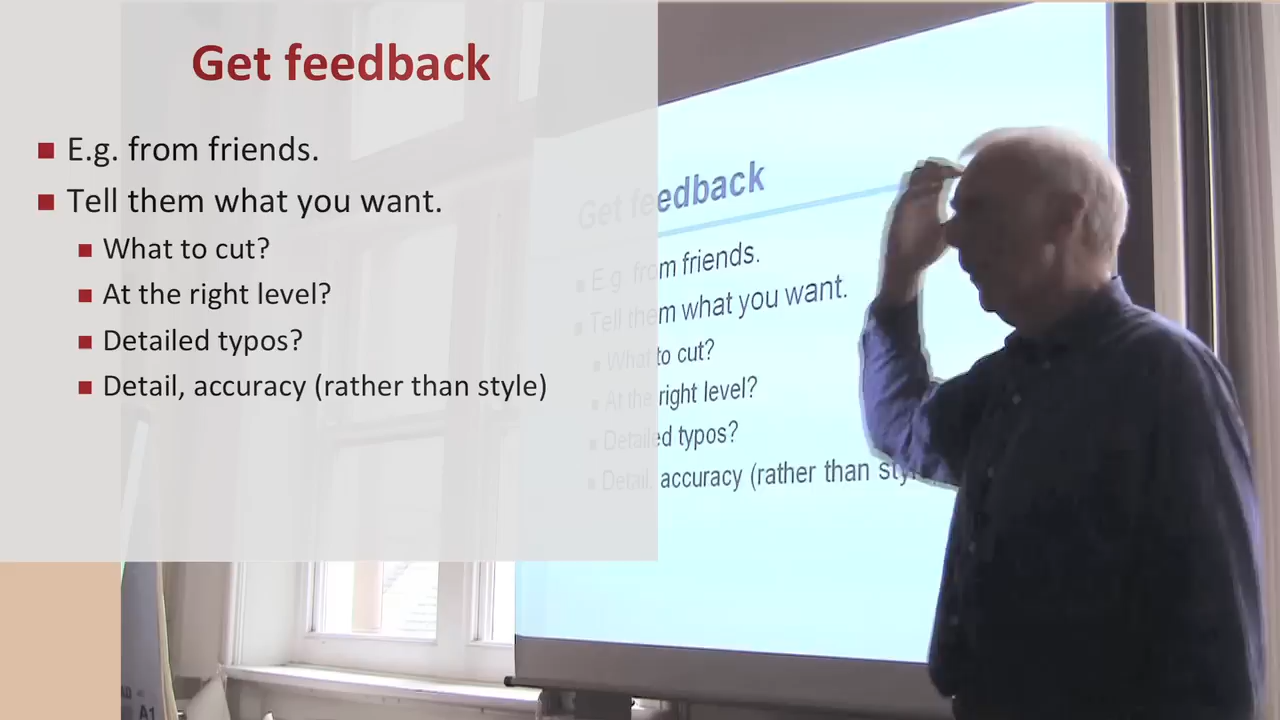 Get feedback
E.g. from friends.
Tell them what you want.
What to cut?
At the right level?
Detailed typos?
Detail, accuracy (rather than style)
Get feedback
E.g. from friends.
Tell them what you want.
What to cut?
At the right level?
Detailed typos?
Detail, accuracy (rather than sty
A1